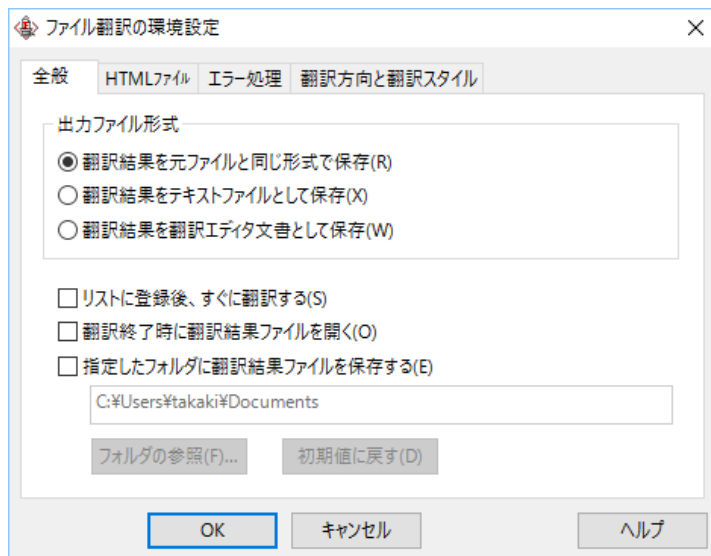 ファイル翻訳の環境設定
全般 HTMLファイル エラー処理 翻訳方向と翻訳スタイル
出力ファイル形式
翻訳結果を元ファイルと同じ形式で保存(R)
翻訳結果をテキストファイルとして保存(X)
翻訳結果を翻訳エディタ文書として保存(W)
リストに登録後、すぐに翻訳する(S)
翻訳終了時に翻訳結果ファイルを開く(O)
指定したフォルダに翻訳結果ファイルを保存する(E)
C:¥Users¥takaki¥Documents
フォルダの参照(F)... 初期値に戻す(D)
OK キャンセル ヘルプ